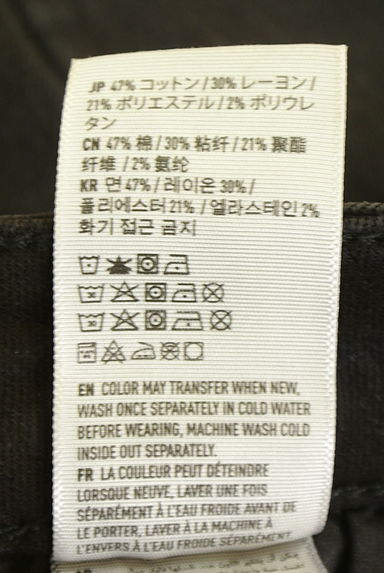 JP 47% コットン / 30% レーヨン /
21% ポリエステル / 2% ポリウレ
タン
CN 47% 棉 / 30% 粘纤 / 21% 聚酯
纤维 / 2% 氨纶
KR 면 47% / 레이온 30% /
폴리에스터 21% / 엘라스테인 2%
화기 접근 금지
30
30
EN COLOR MAY TRANSFER WHEN NEW,
WASH ONCE SEPARATELY IN COLD WATER
BEFORE WEARING, MACHINE WASH COLD
INSIDE OUT SEPARATELY.
FR LA COULEUR PEUT DÉTEINDRE
LORSQUE NEUVE, LAVER UNE FOIS
SÉPARÉMENT À L'EAU FROIDE AVANT DE
LE PORTER, LAVER À LA MACHINE À
L'ENVERS À L'EAU FROIDE SÉPARÉMENT.